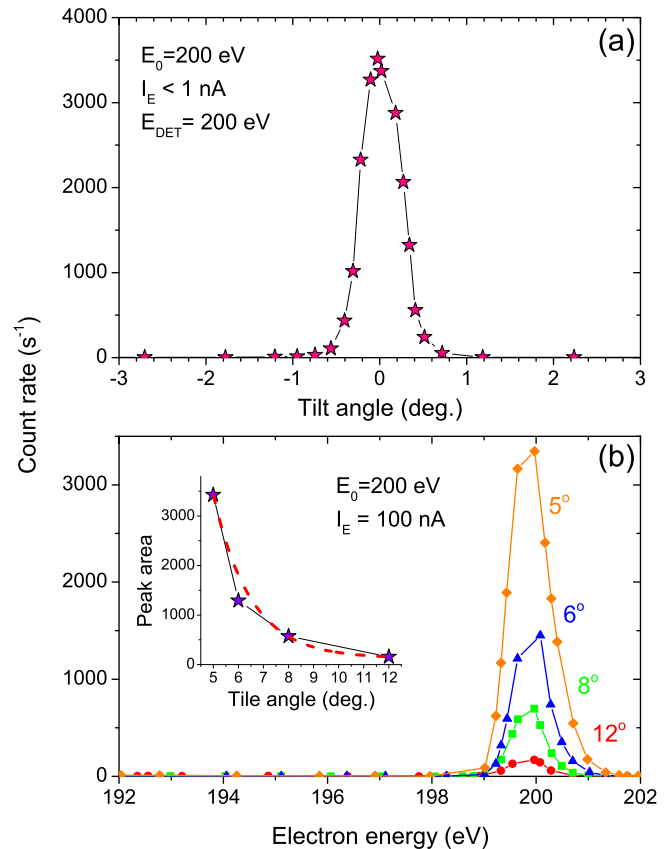 (a)
E0=200 eV
IE < 1 nA
EDET= 200 eV
4000
3000
2000
1000
0
-3 -2 -1 0 1 2 3
Tilt angle (deg.)
Count rate (s-1)
(b)
E0=200 eV
IE = 100 nA
3000
2000
1000
0
Peak area
3000
2000
1000
0
5 6 7 8 9 10 11 12
Tile angle (deg.)
5o
6o
8o
12o
192 194 196 198 200 202
Electron energy (eV)